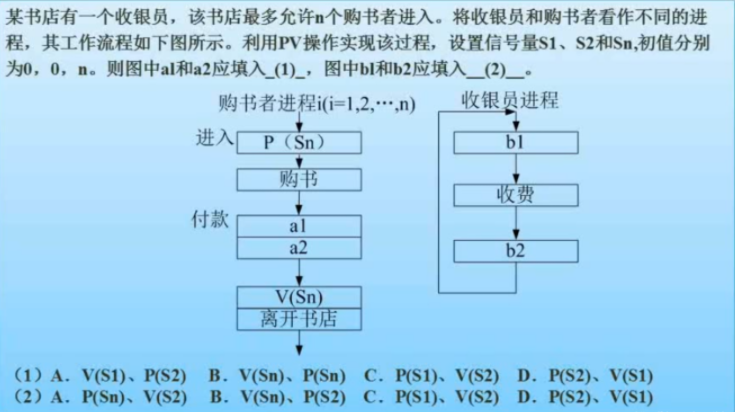 某书店有一个收银员，该书店最多允许n个购书者进入。将收银员和购书者看作不同的进
程，其工作流程如下图所示。利用PV操作实现该过程，设置信号量S1、S2和Sn,初值分别
为0，0，n。则图中a1和a2应填入_(1)_，图中b1和b2应填入__(2)__。
购书者进程i(i=1,2,…,n)
收银员进程
进入
P（Sn）
b1
购书
收费
付款
a1
a2
b2
V(Sn)
离开书店
（1）A．V(S1)、P(S2) B．V(Sn)、P(Sn) C．P(S1)、V(S2) D．P(S2)、V(S1)
（2）A．P(Sn)、V(S2) B．V(Sn)、P(S2) C．P(S1)、V(S2) D．P(S2)、V(S1)